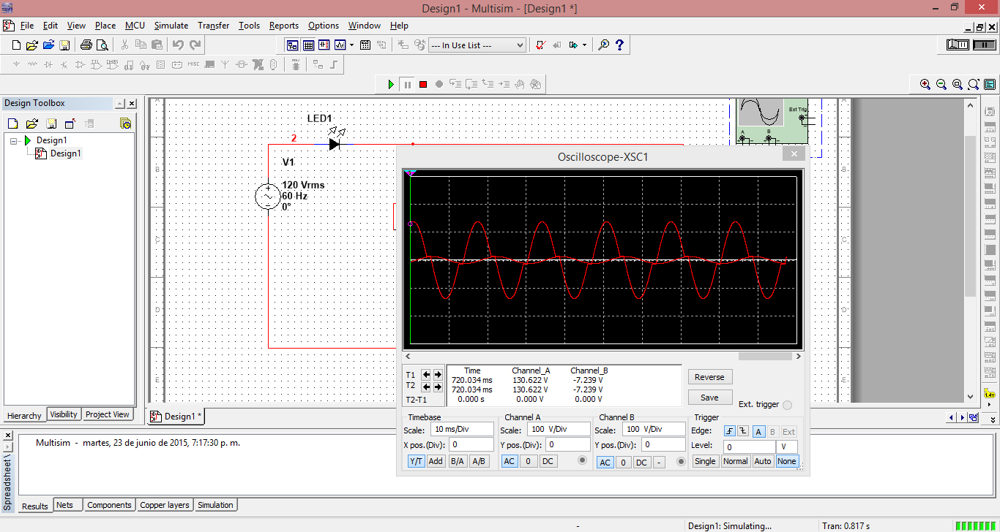 Design1 - Multisim - [Design1 *]
File Edit View Place MCU Simulate Transfer Tools Reports Options Window Help
--- In Use List ---
MISC
Design Toolbox
Design1
Design1
Hierarchy Visibility Project View
A
B
C
D
E
A
B
C
D
E
LED1
2
V1
120 Vrms
60 Hz
0°
Ext Trig
A B
Oscilloscope-XSC1
T1
T2
T2-T1
Time Channel_A Channel_B
720.034 ms 130.622 V -7.239 V
720.034 ms 130.622 V -7.239 V
0.000 s 0.000 V 0.000 V
Reverse
Save
Ext. trigger
Timebase
Scale: 10 ms/Div
X pos.(Div): 0
Y/T Add B/A A/B
Channel A
Scale: 100 V/Div
Y pos.(Div): 0
AC 0 DC
Channel B
Scale: 100 V/Div
Y pos.(Div): 0
AC 0 DC -
Trigger
Edge: A B Ext
Level: 0 V
Single Normal Auto None
1.4v
Design1 *
Spreadsheet \
Multisim - martes, 23 de junio de 2015, 7:17:30 p. m.
Results Nets Components Copper layers Simulation
- Design1: Simulating... Tran: 0.817 s